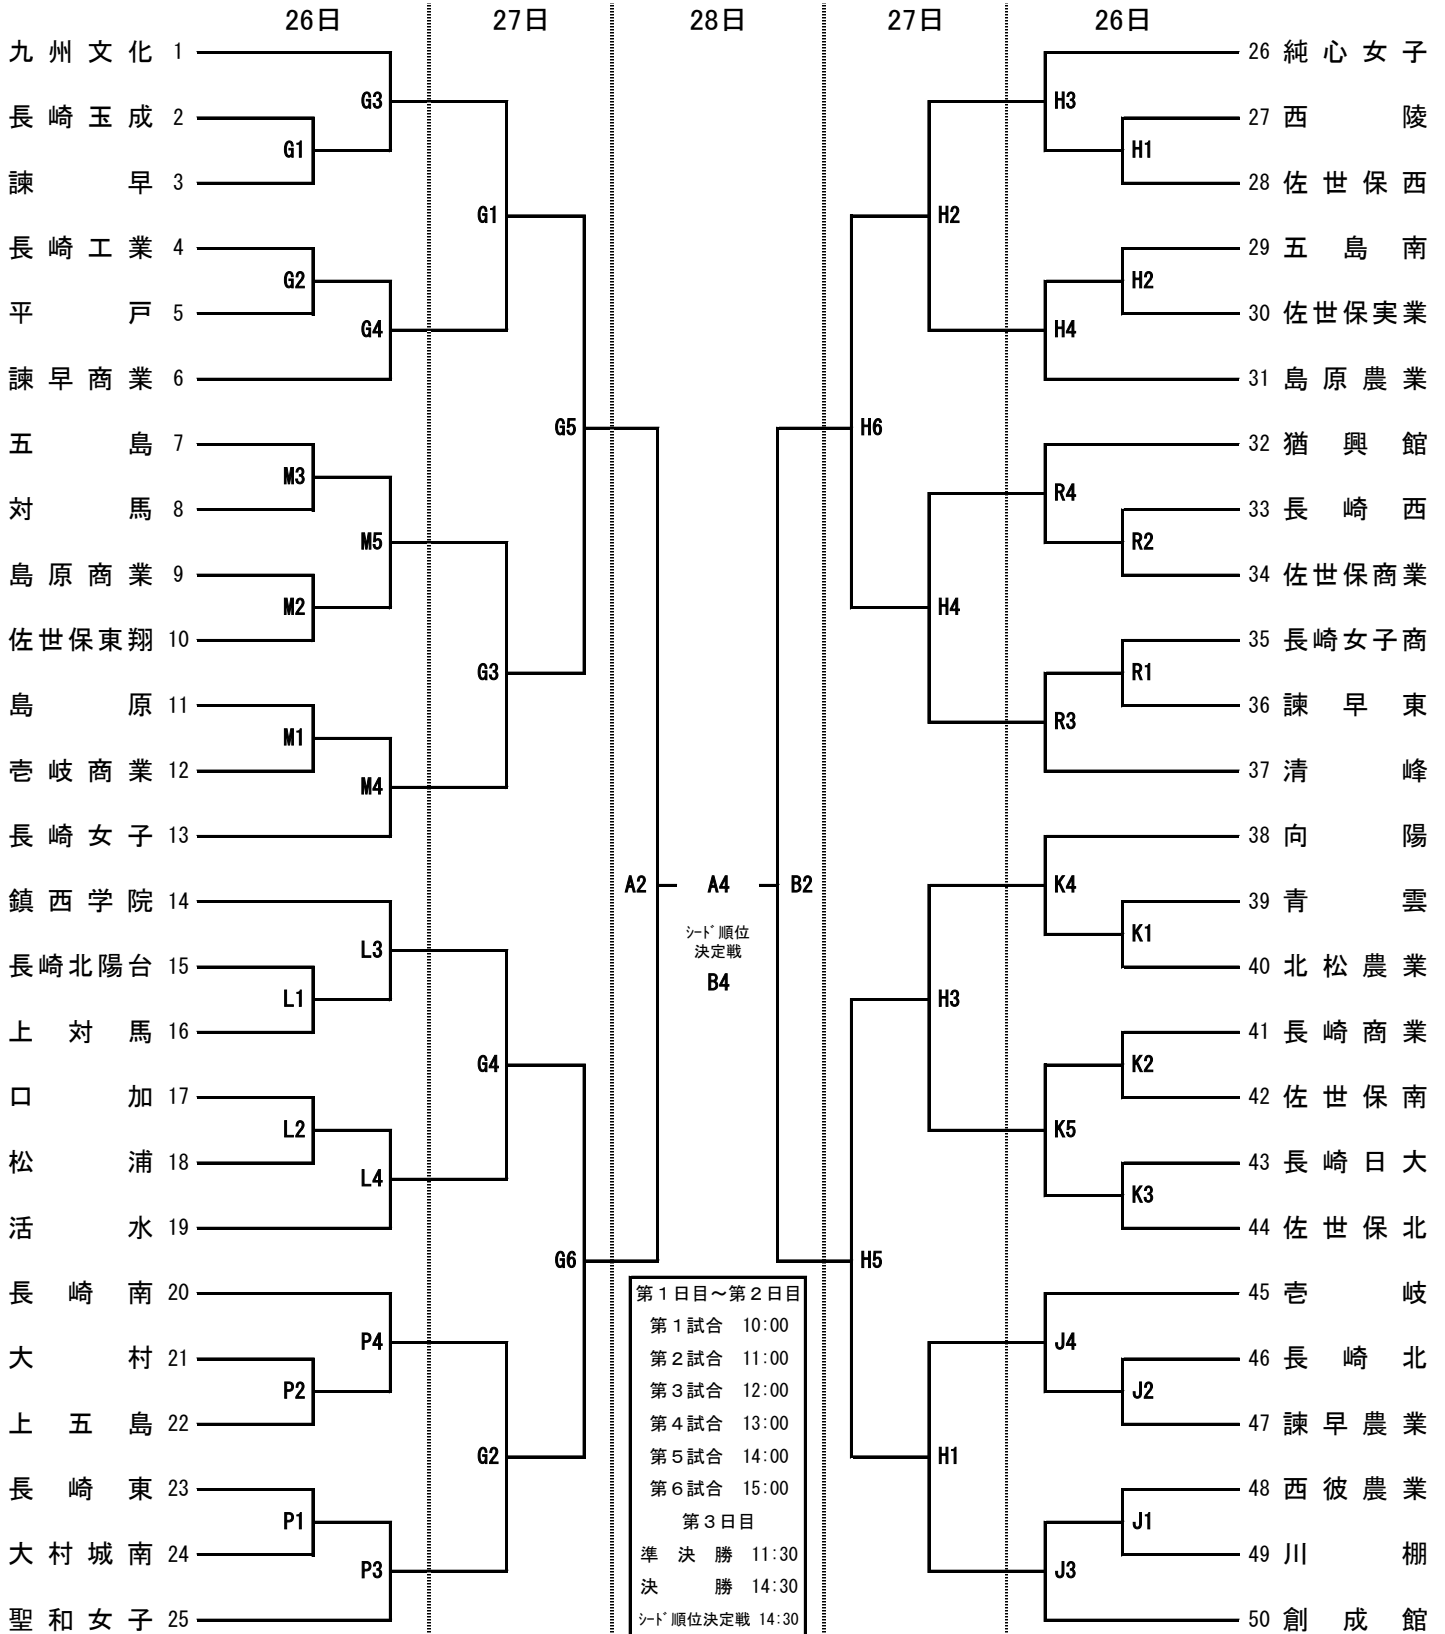 26日 27日 28日 27日 26日
九州文化 1
長崎玉成 2
諫早 3
長崎工業 4
平戸 5
諫早商業 6
五島 7
対馬 8
島原商業 9
佐世保東翔 10
島原 11
壱岐商業 12
長崎女子 13
鎮西学院 14
長崎北陽台 15
上対馬 16
口加 17
松浦 18
活水 19
長崎南 20
大村 21
上五島 22
長崎東 23
大村城南 24
聖和女子 25
G3
G1
G2
G4
M3
M5
M2
M1
M4
L3
L1
L2
L4
P4
P2
P1
P3
G1
G3
G4
G2
G5
G6
A2
A4
シード順位
決定戦
B4
B2
第1日目～第2日目
第1試合 10:00
第2試合 11:00
第3試合 12:00
第4試合 13:00
第5試合 14:00
第6試合 15:00
第3日目
準決勝 11:30
決勝 14:30
シード順位決定戦 14:30
H6
H5
H2
H4
H3
H1
H3
H1
H2
H4
R4
R2
R1
R3
K4
K1
K2
K5
K3
J4
J2
J1
J3
26 純心女子
27 西陵
28 佐世保西
29 五島南
30 佐世保実業
31 島原農業
32 猶興館
33 長崎西
34 佐世保商業
35 長崎女子商
36 諫早東
37 清峰
38 向陽
39 青雲
40 北松農業
41 長崎商業
42 佐世保南
43 長崎日大
44 佐世保北
45 壱岐
46 長崎北
47 諫早農業
48 西彼農業
49 川棚
50 創成館